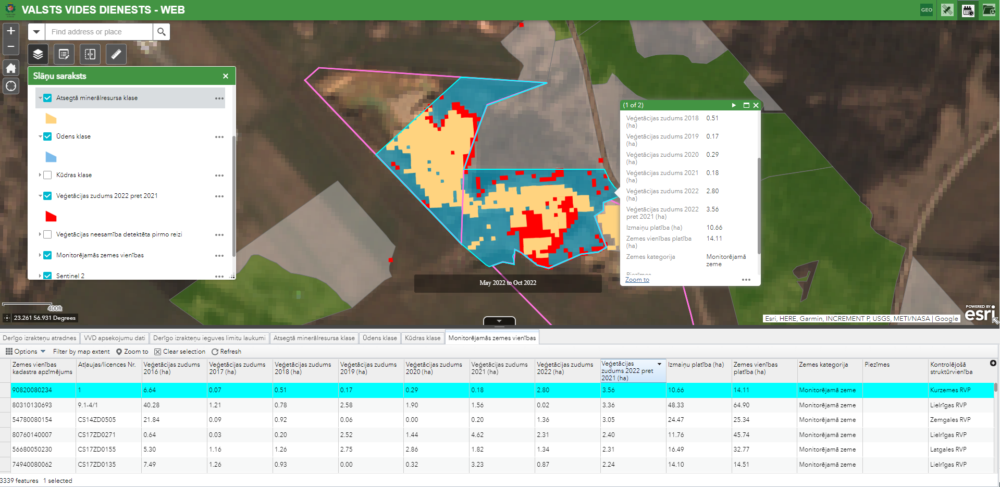 VALSTS VIDES DIENESTS - WEB
GEO
Find address or place
Slāņu saraksts
Atsegtā minerālresursa klase
Ūdens klase
Kūdras klase
Veģetācijas zudums 2022 pret 2021
Veģetācijas neesamība detektēta pirmo reizi
Monitorējamās zemes vienības
Sentinel 2
(1 of 2)
Veģetācijas zudums 2018 (ha) 0.51
Veģetācijas zudums 2019 (ha) 0.17
Veģetācijas zudums 2020 (ha) 0.29
Veģetācijas zudums 2021 (ha) 0.18
Veģetācijas zudums 2022 (ha) 2.80
Veģetācijas zudums 2022 pret 2021 (ha) 3.56
Izmaiņu platība (ha) 10.66
Zemes vienības platība (ha) 14.11
Zemes kategorija Monitorējamā zeme
Piezīmes
Zoom to
May 2022 to Oct 2022
400ft
23.261 56.931 Degrees
POWERED BY
esri
Esri, HERE, Garmin, INCREMENT P, USGS, METI/NASA | Google
Derīgo izrakteņu atradnes VVD apsekojumu dati Derīgo izrakteņu ieguves limitu laukumi Atsegtā minerālresursa klase Ūdens klase Kūdras klase Monitorējamās zemes vienības
Options Filter by map extent Zoom to Clear selection Refresh
Zemes vienības kadastra apzīmējums Atļaujas/licences Nr. Veģetācijas zudums 2016 (ha) Veģetācijas zudums 2017 (ha) Veģetācijas zudums 2018 (ha) Veģetācijas zudums 2019 (ha) Veģetācijas zudums 2020 (ha) Veģetācijas zudums 2021 (ha) Veģetācijas zudums 2022 (ha) Veģetācijas zudums 2022 pret 2021 (ha) Izmaiņu platība (ha) Zemes vienības platība (ha) Zemes kategorija Piezīmes Kontrolējošā struktūrvienība
90820080234 1 6.64 0.07 0.51 0.17 0.29 0.18 2.80 3.56 10.66 14.11 Monitorējamā zeme Kurzemes RVP
80310130693 9.1-4/1 40.28 1.21 0.78 2.58 1.90 1.56 0.02 3.36 48.33 64.90 Monitorējamā zeme Lielrīgas RVP
54780080154 CS14ZD0505 21.84 0.09 0.92 0.06 0.00 0.20 1.36 3.05 24.47 25.34 Monitorējamā zeme Zemgales RVP
80760140007 CS17ZD0271 0.64 0.03 0.20 2.52 1.44 4.62 2.31 2.40 11.76 45.74 Monitorējamā zeme Lielrīgas RVP
56680050230 CS17ZD0155 5.30 1.16 1.26 2.75 2.86 1.82 1.34 2.31 16.49 32.77 Monitorējamā zeme Latgales RVP
74940080062 CS17ZD0135 7.49 1.26 0.93 0.00 0.32 3.23 0.87 2.24 14.10 14.51 Monitorējamā zeme Lielrīgas RVP
3339 features 1 selected